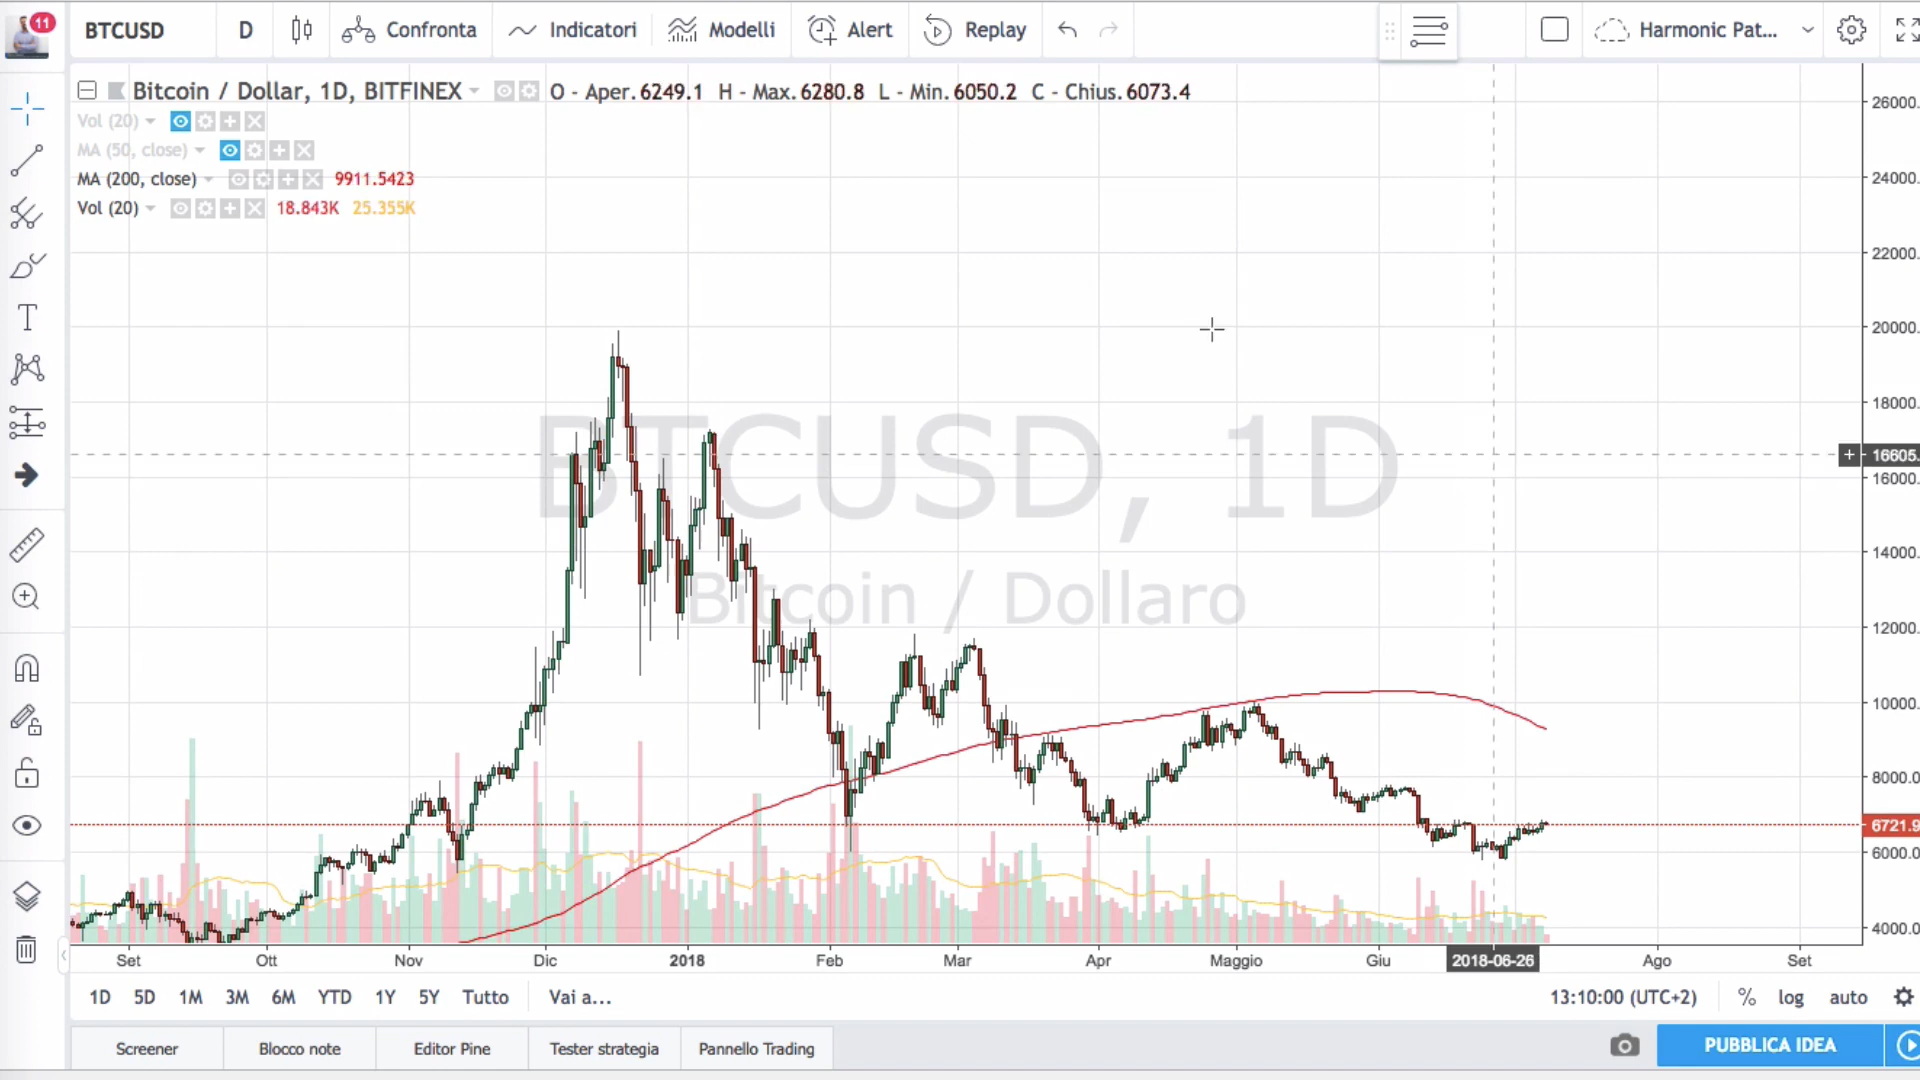 11
BTCUSD D Confronta Indicatori Modelli Alert Replay Harmonic Pat...
Bitcoin / Dollar, 1D, BITFINEX O - Aper. 6249.1 H - Max. 6280.8 L - Min. 6050.2 C - Chius. 6073.4
Vol (20)
MA (50, close)
MA (200, close) 9911.5423
Vol (20) 18.843K 25.355K
26000.
24000.
22000.
20000.
18000.
16605.
16000.
14000.
12000.
10000.
8000.0
6721.9
6000.0
4000.0
BTCUSD, 1D
Bitcoin / Dollaro
Set Ott Nov Dic 2018 Feb Mar Apr Maggio Giu 2018-06-26 Ago Set
1D 5D 1M 3M 6M YTD 1Y 5Y Tutto Vai a... 13:10:00 (UTC+2) % log auto
Screener Blocco note Editor Pine Tester strategia Pannello Trading PUBBLICA IDEA